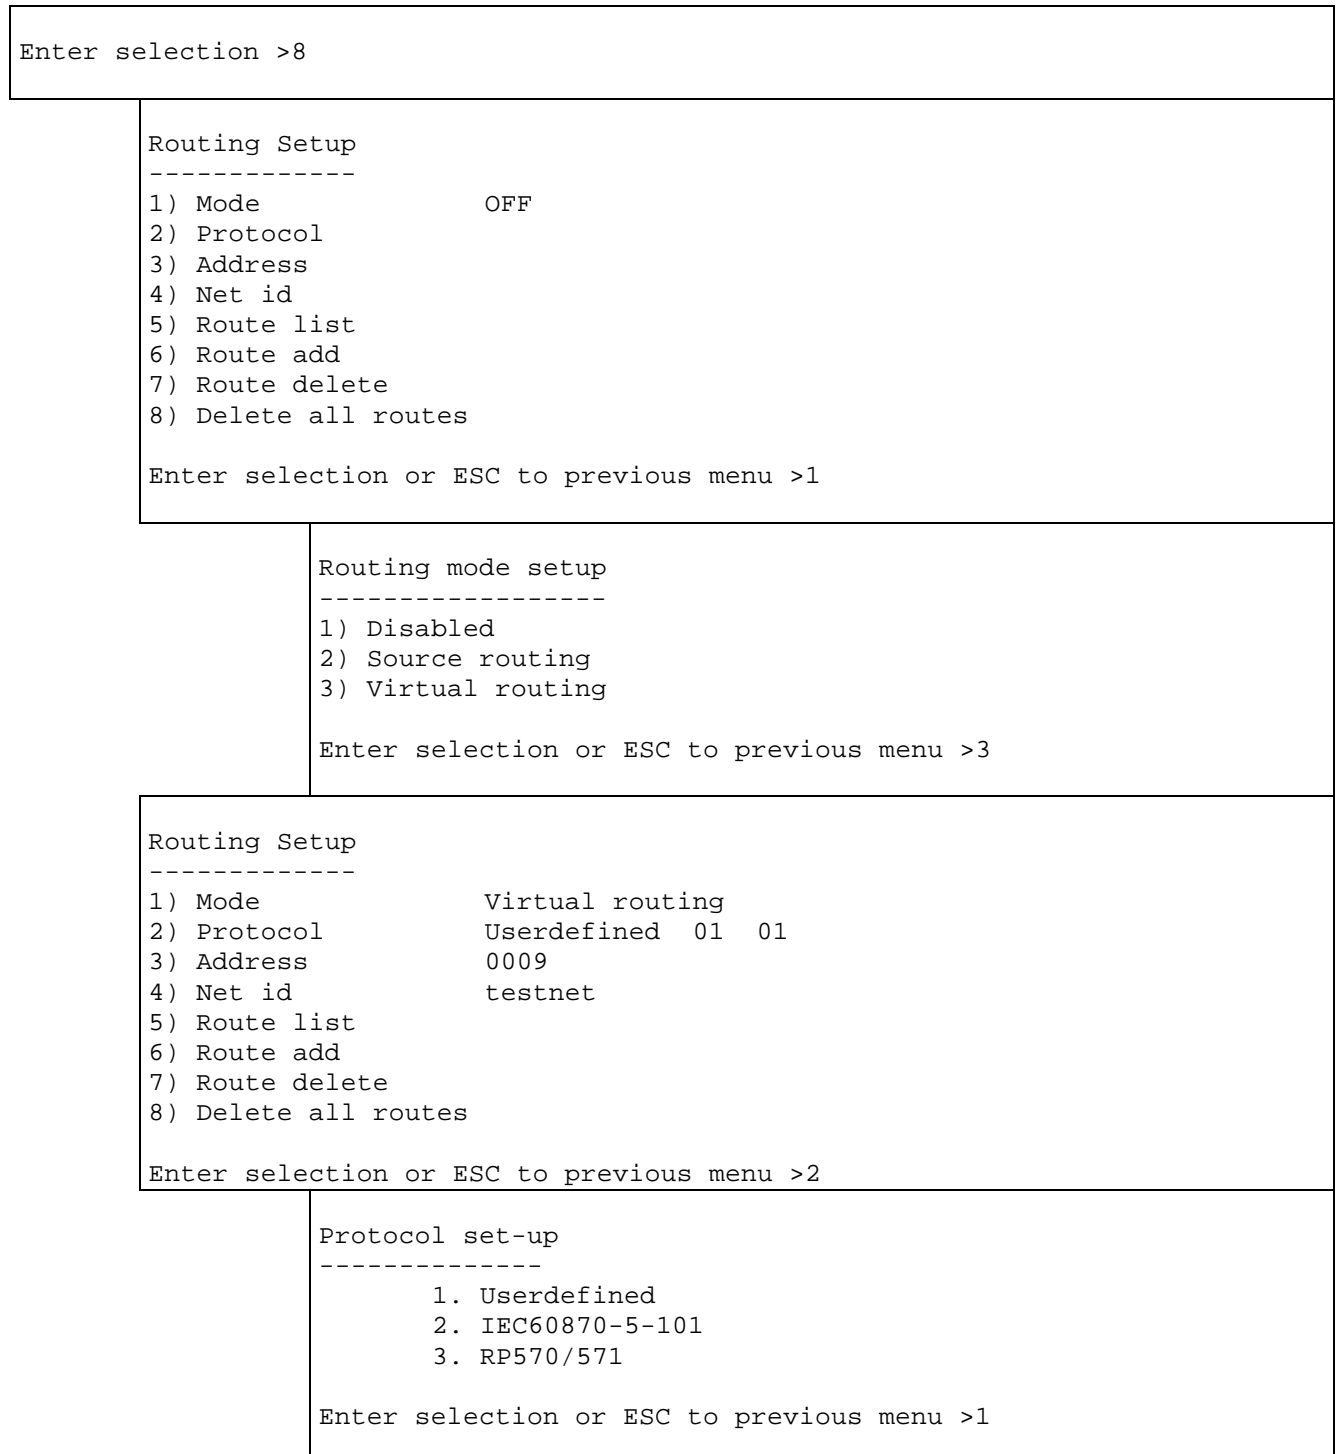 Enter selection >8
Routing Setup
-------------
1) Mode OFF
2) Protocol
3) Address
4) Net id
5) Route list
6) Route add
7) Route delete
8) Delete all routes
Enter selection or ESC to previous menu >1
Routing mode setup
------------------
1) Disabled
2) Source routing
3) Virtual routing
Enter selection or ESC to previous menu >3
Routing Setup
-------------
1) Mode Virtual routing
2) Protocol Userdefined 01 01
3) Address 0009
4) Net id testnet
5) Route list
6) Route add
7) Route delete
8) Delete all routes
Enter selection or ESC to previous menu >2
Protocol set-up
--------------
1. Userdefined
2. IEC60870-5-101
3. RP570/571
Enter selection or ESC to previous menu >1